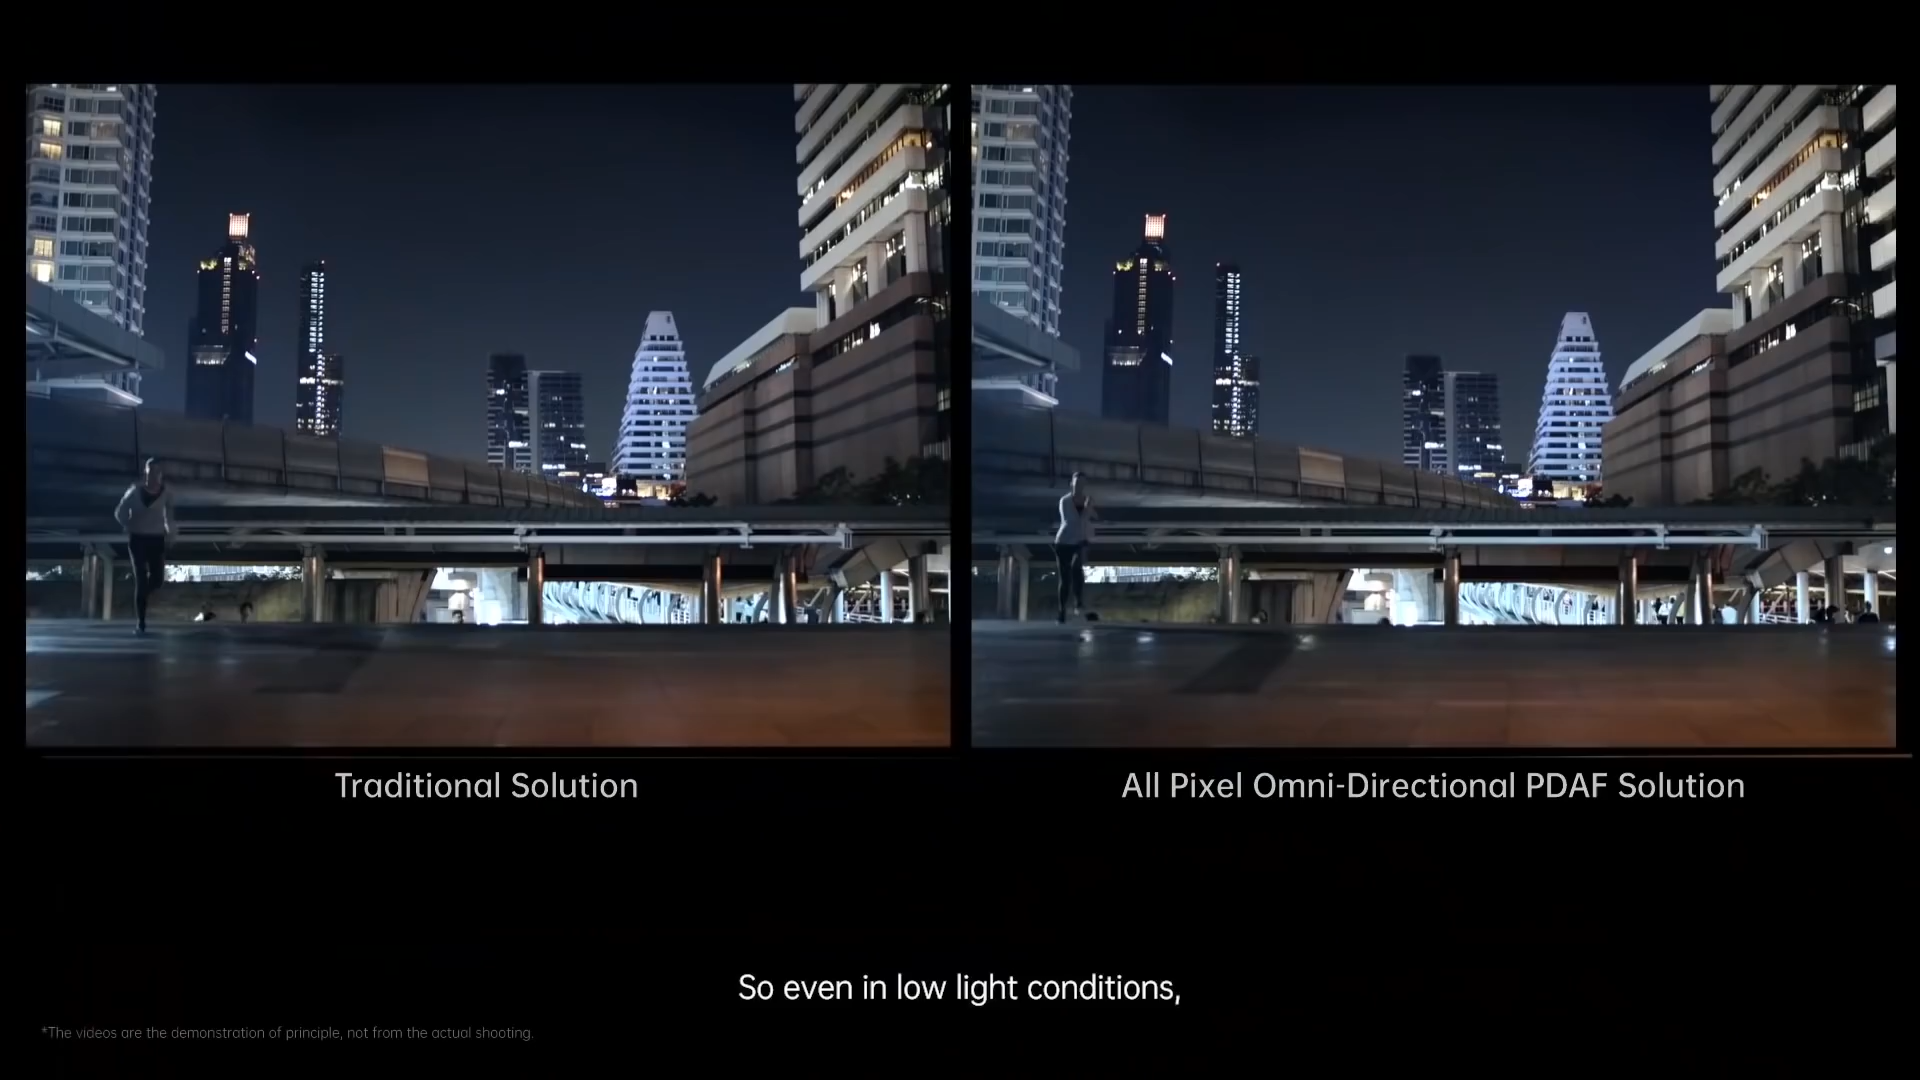 Traditional Solution
All Pixel Omni-Directional PDAF Solution
So even in low light conditions,
*The videos are the demonstration of principle, not from the actual shooting.